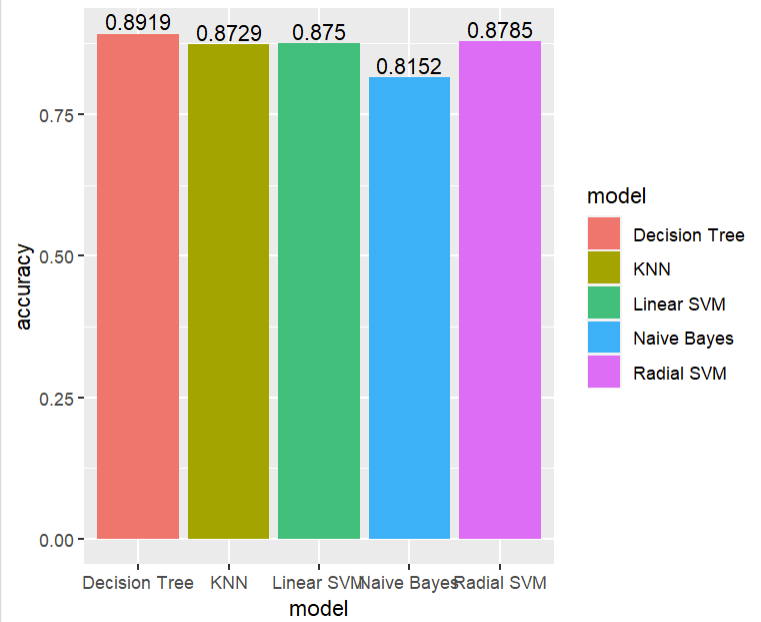 0.8919
0.8729
0.875
0.8152
0.8785
0.75
0.50
0.25
0.00
accuracy
Decision Tree
KNN
Linear SVM
Naive Bayes
Radial SVM
model
model
Decision Tree
KNN
Linear SVM
Naive Bayes
Radial SVM